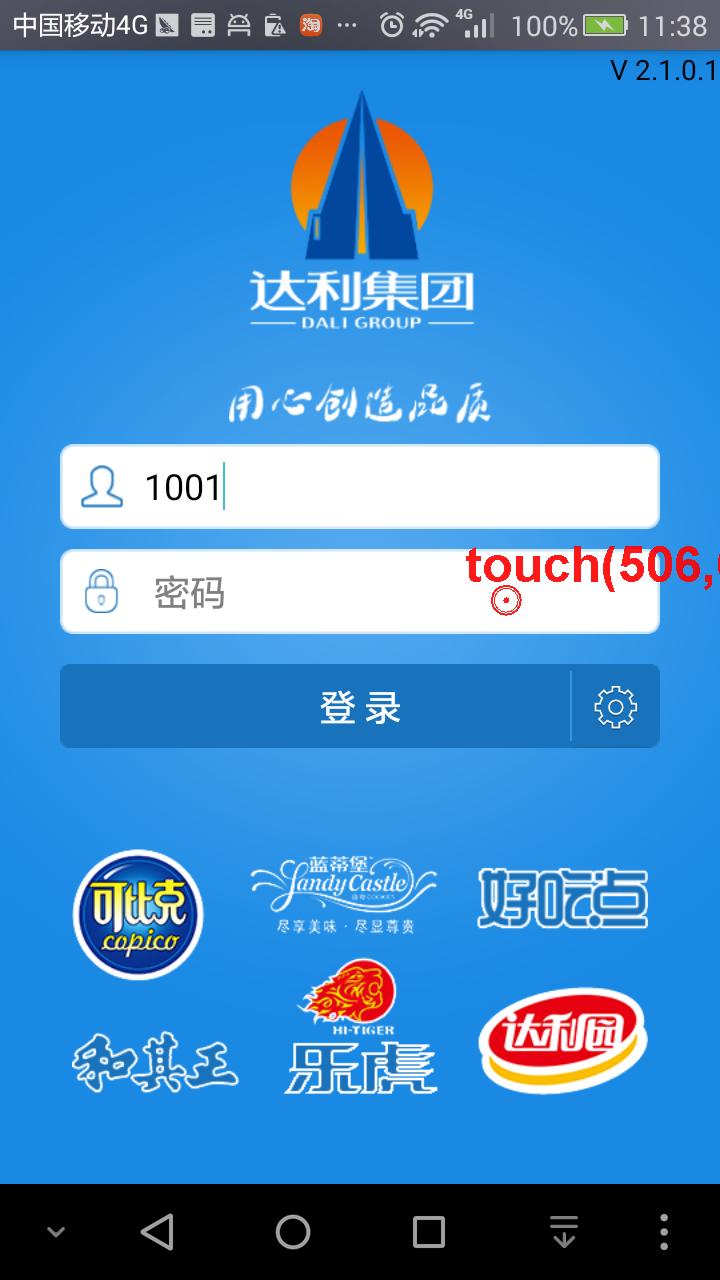 中国移动4G 淘 ... 4G 100% 11:38
V 2.1.0.1
达利集团
DALI GROUP
用心创造品质
1001
touch(506,
密码
登录
可比克
copico
蓝蒂堡
Landy Castle
尽享美味·尽显尊贵
好吃点
和其正
HI-TIGER
乐虎
达利园